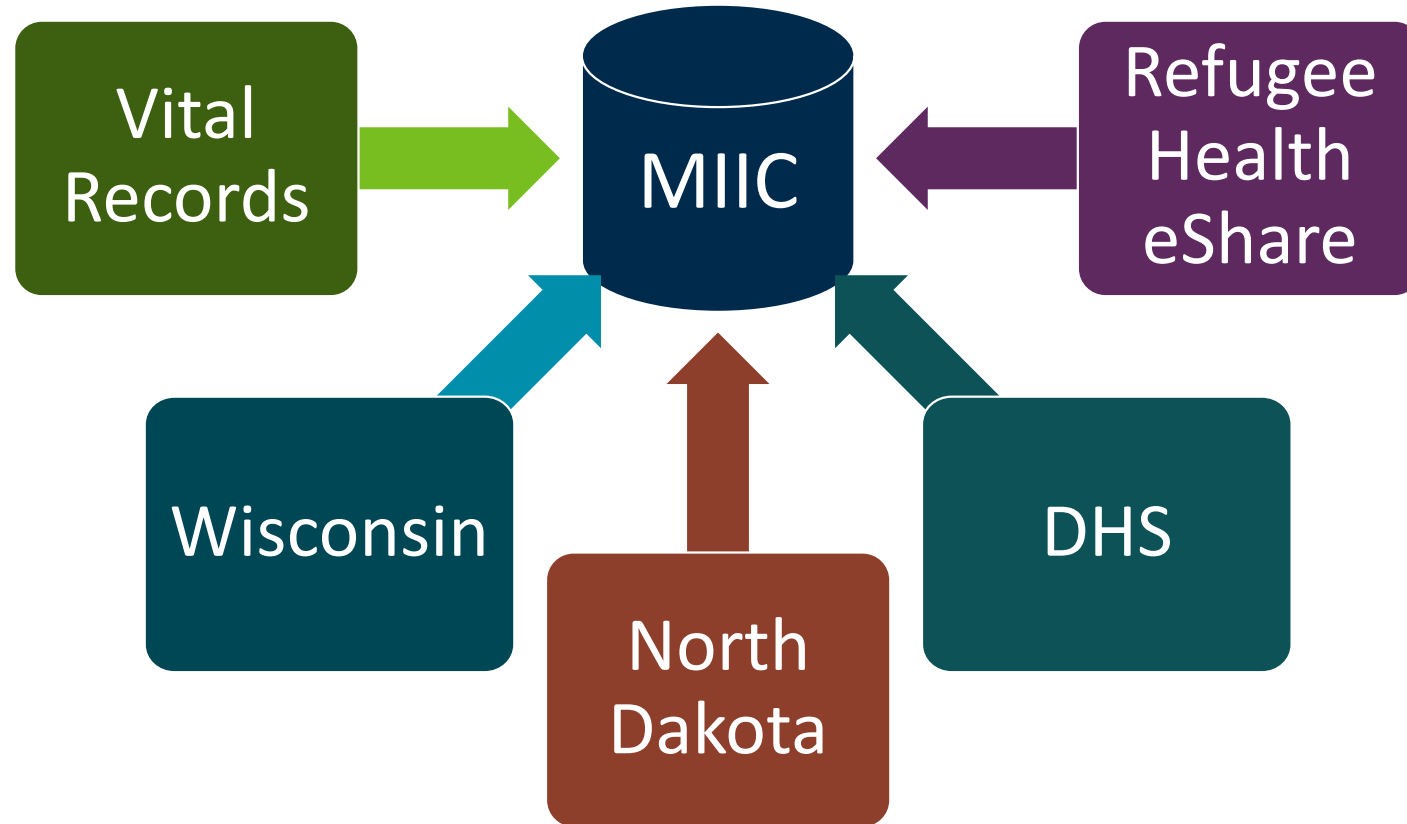 Vital
Records
MIIC
Refugee
Health
eShare
Wisconsin
North
Dakota
DHS